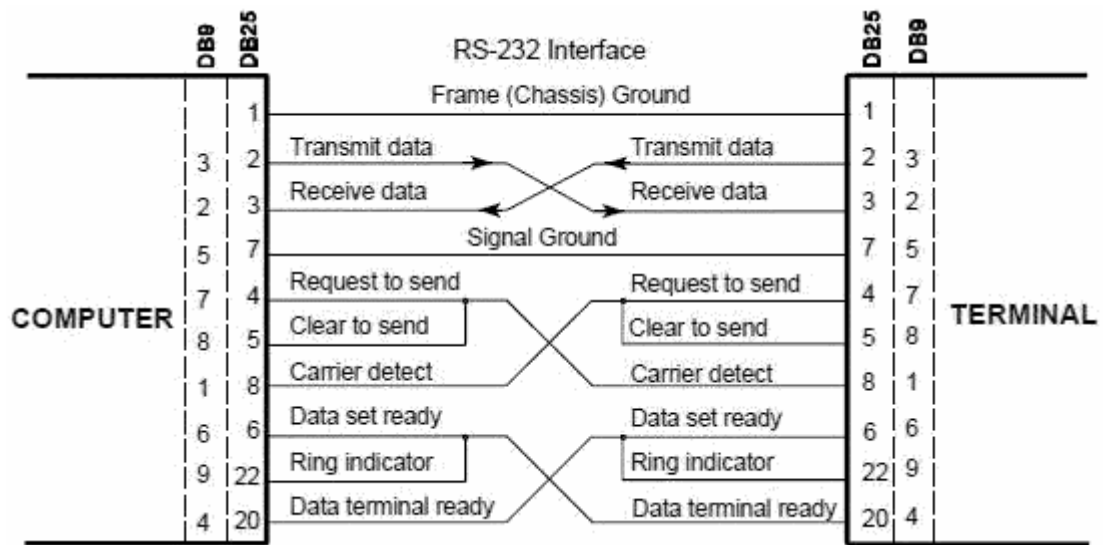 DB9 DB25 RS-232 Interface DB25 DB9
Frame (Chassis) Ground
1 1
Transmit data Transmit data
3 2 2 3
Receive data Receive data
2 3 3 2
Signal Ground
5 7 7 5
Request to send Request to send
7 4 4 7
COMPUTER TERMINAL
Clear to send Clear to send
8 5 5 8
Carrier detect Carrier detect
1 8 8 1
Data set ready Data set ready
6 6 6 6
Ring indicator Ring indicator
9 22 22 9
Data terminal ready Data terminal ready
4 20 20 4